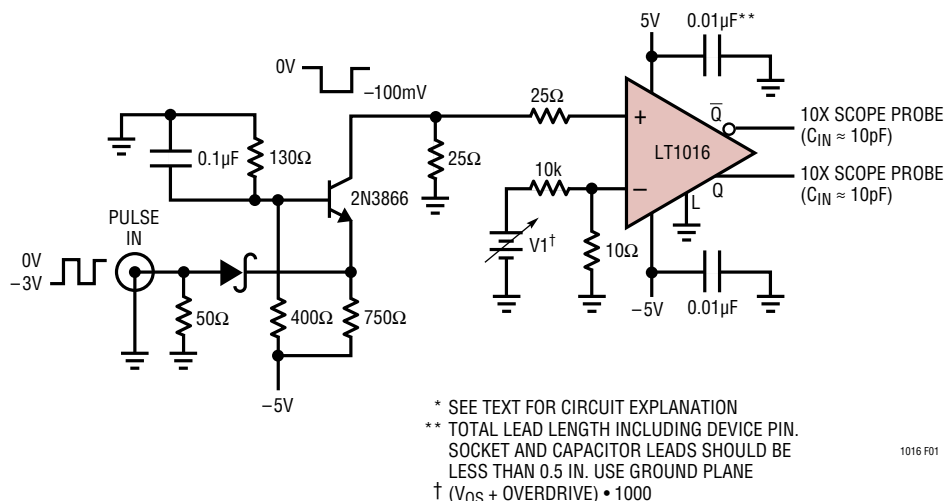 5V
0.01µF**
0V
–100mV
25Ω
+
Q̅
10X SCOPE PROBE
(CIN ≈ 10pF)
LT1016
0.1µF
130Ω
25Ω
10k
–
Q
10X SCOPE PROBE
(CIN ≈ 10pF)
L
2N3866
PULSE
IN
V1†
10Ω
0V
–3V
50Ω
400Ω
750Ω
–5V
0.01µF
–5V
* SEE TEXT FOR CIRCUIT EXPLANATION
** TOTAL LEAD LENGTH INCLUDING DEVICE PIN.
SOCKET AND CAPACITOR LEADS SHOULD BE
LESS THAN 0.5 IN. USE GROUND PLANE
† (VOS + OVERDRIVE) • 1000
1016 F01